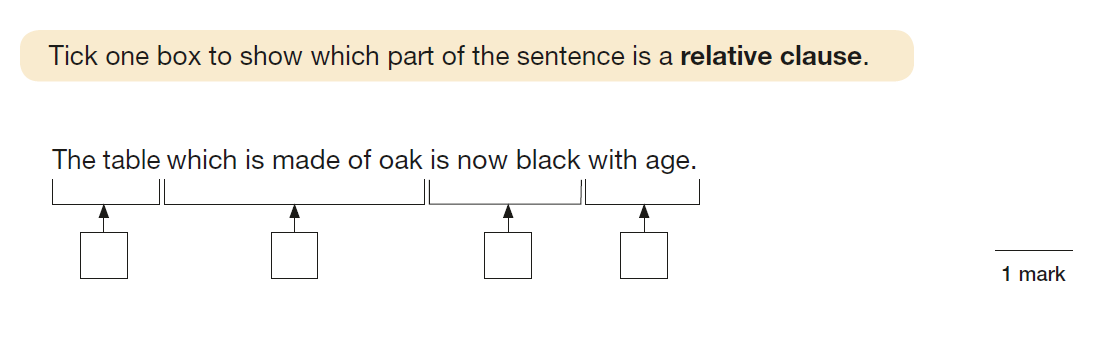 Tick one box to show which part of the sentence is a relative clause.
The table which is made of oak is now black with age.
1 mark